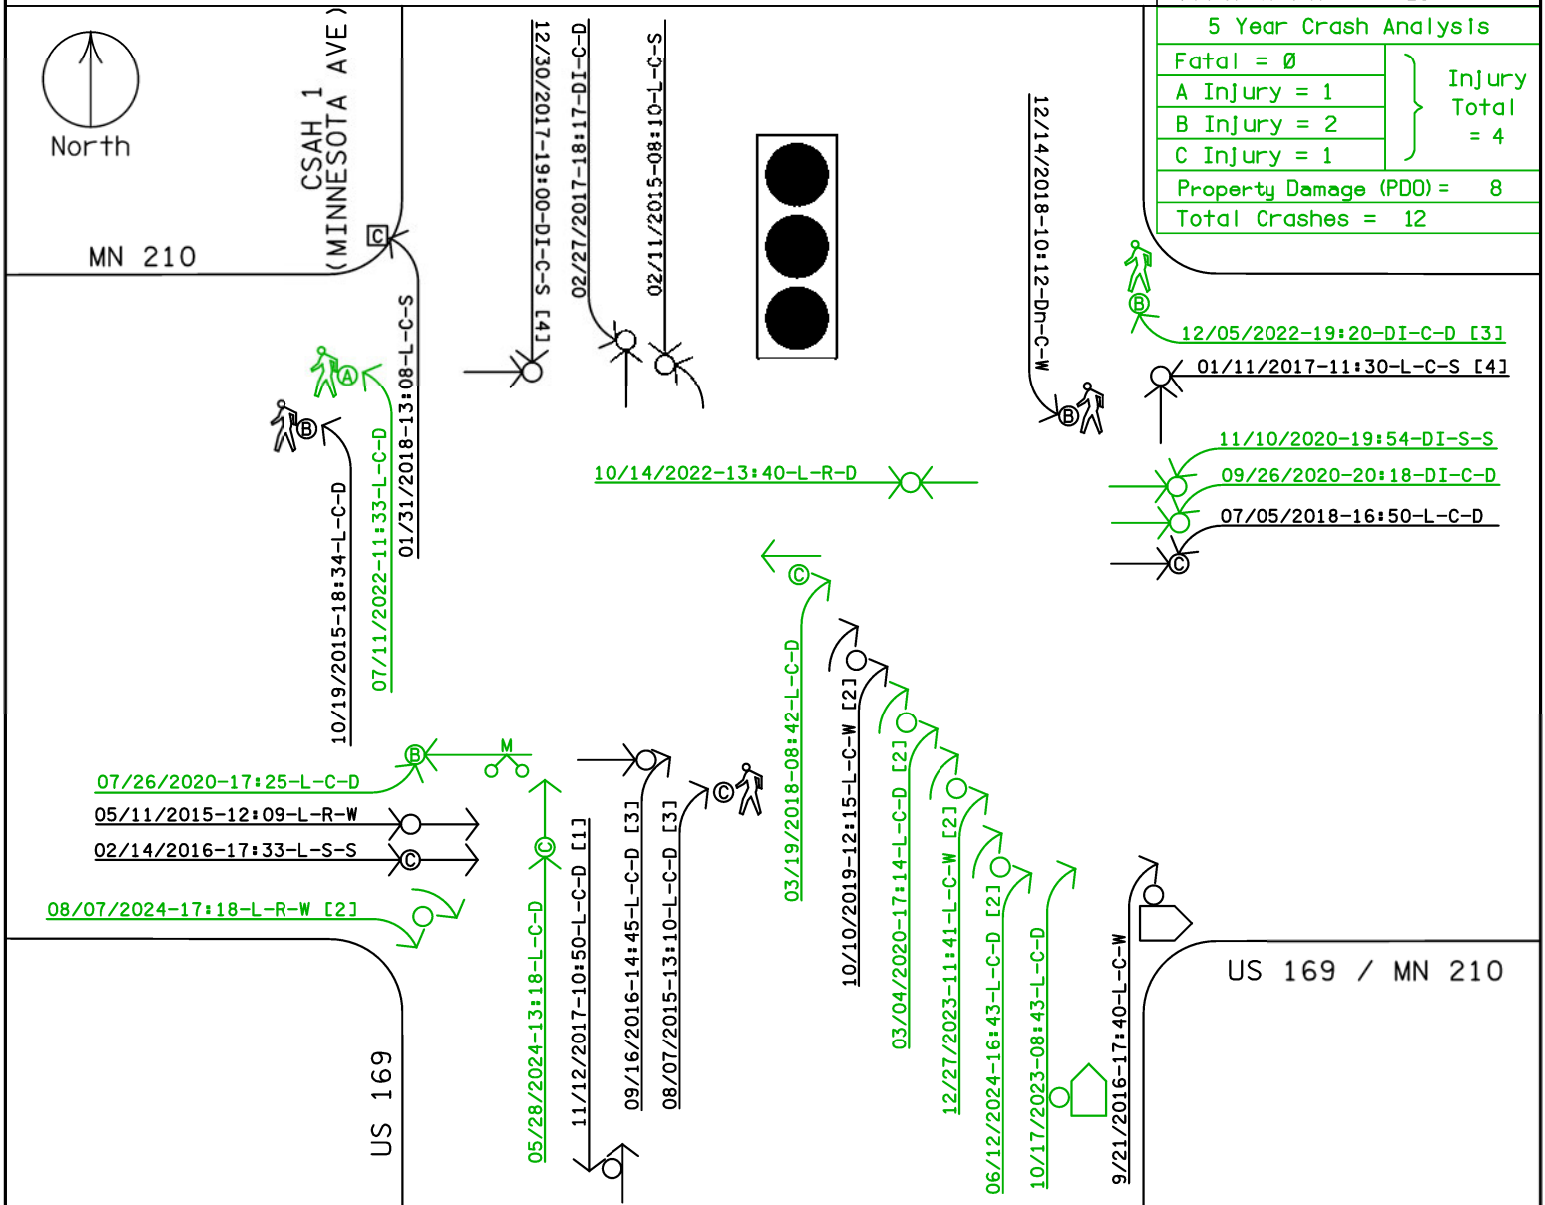 5 Year Crash Analysis
Fatal = 0
A Injury = 1
B Injury = 2
C Injury = 1
Injury
Total
= 4
Property Damage (PDO) = 8
Total Crashes = 12
North
CSAH 1
(MINNESOTA AVE)
MN 210
C
01/31/2018-13:08-L-C-S
12/30/2017-19:00-DI-C-S [4]
02/27/2017-18:17-DI-C-D
02/11/2015-08:10-L-C-S
12/14/2018-10:12-Dn-C-W
B
B
12/05/2022-19:20-DI-C-D [3]
01/11/2017-11:30-L-C-S [4]
11/10/2020-19:54-DI-S-S
09/26/2020-20:18-DI-C-D
07/05/2018-16:50-L-C-D
C
A
07/11/2022-11:33-L-C-D
B
10/19/2015-18:34-L-C-D
10/14/2022-13:40-L-R-D
C
03/19/2018-08:42-L-C-D
10/10/2019-12:15-L-C-W [2]
03/04/2020-17:14-L-C-D [2]
12/27/2023-11:41-L-C-W [2]
06/12/2024-16:43-L-C-D [2]
10/17/2023-08:43-L-C-D
9/21/2016-17:40-L-C-W
B
M
07/26/2020-17:25-L-C-D
05/11/2015-12:09-L-R-W
02/14/2016-17:33-L-S-S
C
08/07/2024-17:18-L-R-W [2]
C
05/28/2024-13:18-L-C-D
11/12/2017-10:50-L-C-D [1]
09/16/2016-14:45-L-C-D [3]
08/07/2015-13:10-L-C-D [3]
C
US 169
US 169 / MN 210